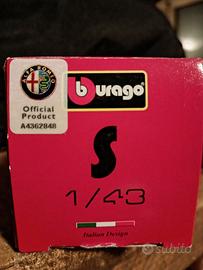 ALFA ROMEO
Official
Product
A4362848
burago
S
1/43
Italian Design
subito